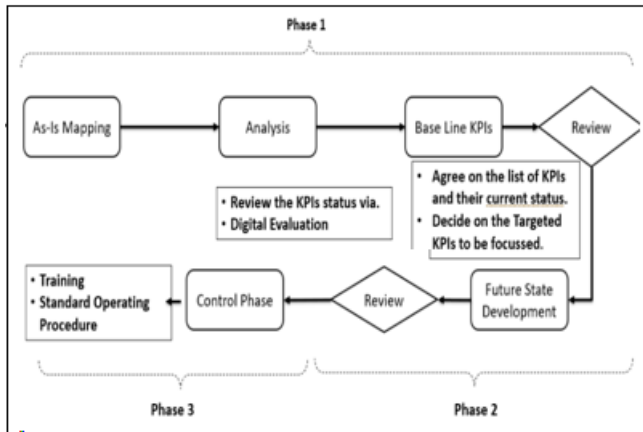 Phase 1
As-Is Mapping
Analysis
Base Line KPIs
Review
• Review the KPIs status via.
• Digital Evaluation
• Agree on the list of KPIs
and their current status.
• Decide on the Targeted
KPIs to be focussed.
• Training
• Standard Operating
Procedure
Control Phase
Review
Future State
Development
Phase 3
Phase 2